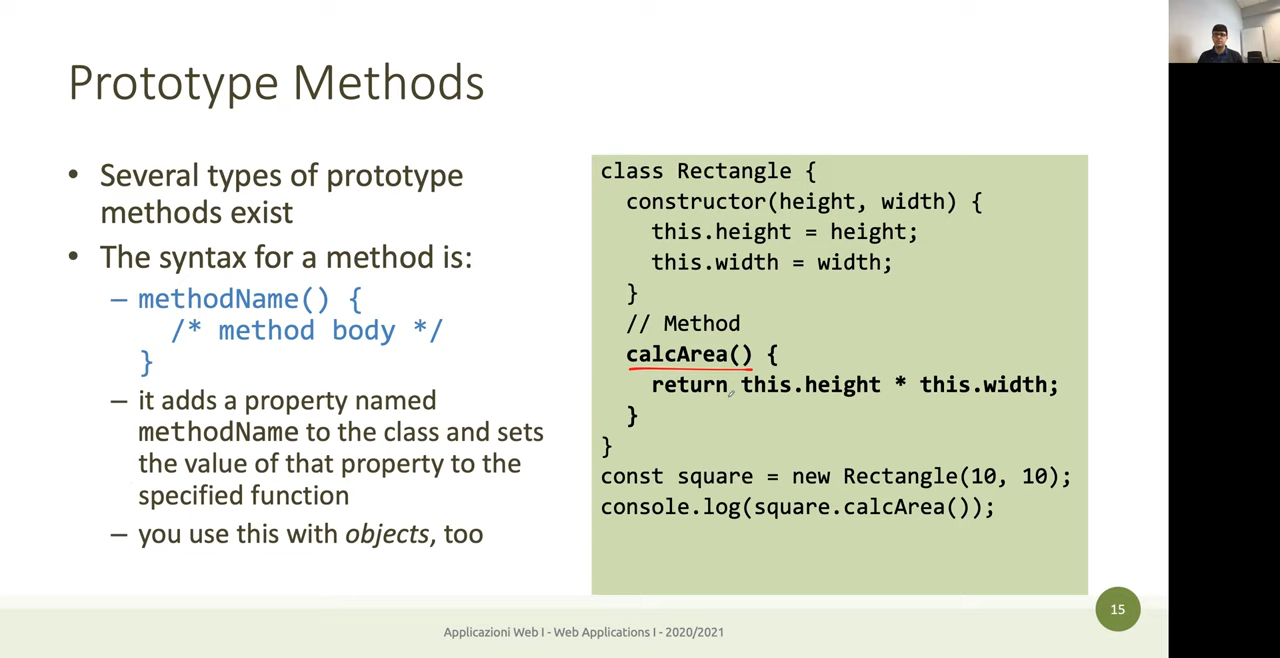 Prototype Methods
• Several types of prototype
methods exist
• The syntax for a method is:
– methodName() {
/* method body */
}
– it adds a property named
methodName to the class and sets
the value of that property to the
specified function
– you use this with objects, too
class Rectangle {
constructor(height, width) {
this.height = height;
this.width = width;
}
// Method
calcArea() {
return this.height * this.width;
}
}
const square = new Rectangle(10, 10);
console.log(square.calcArea());
15
Applicazioni Web I - Web Applications I - 2020/2021